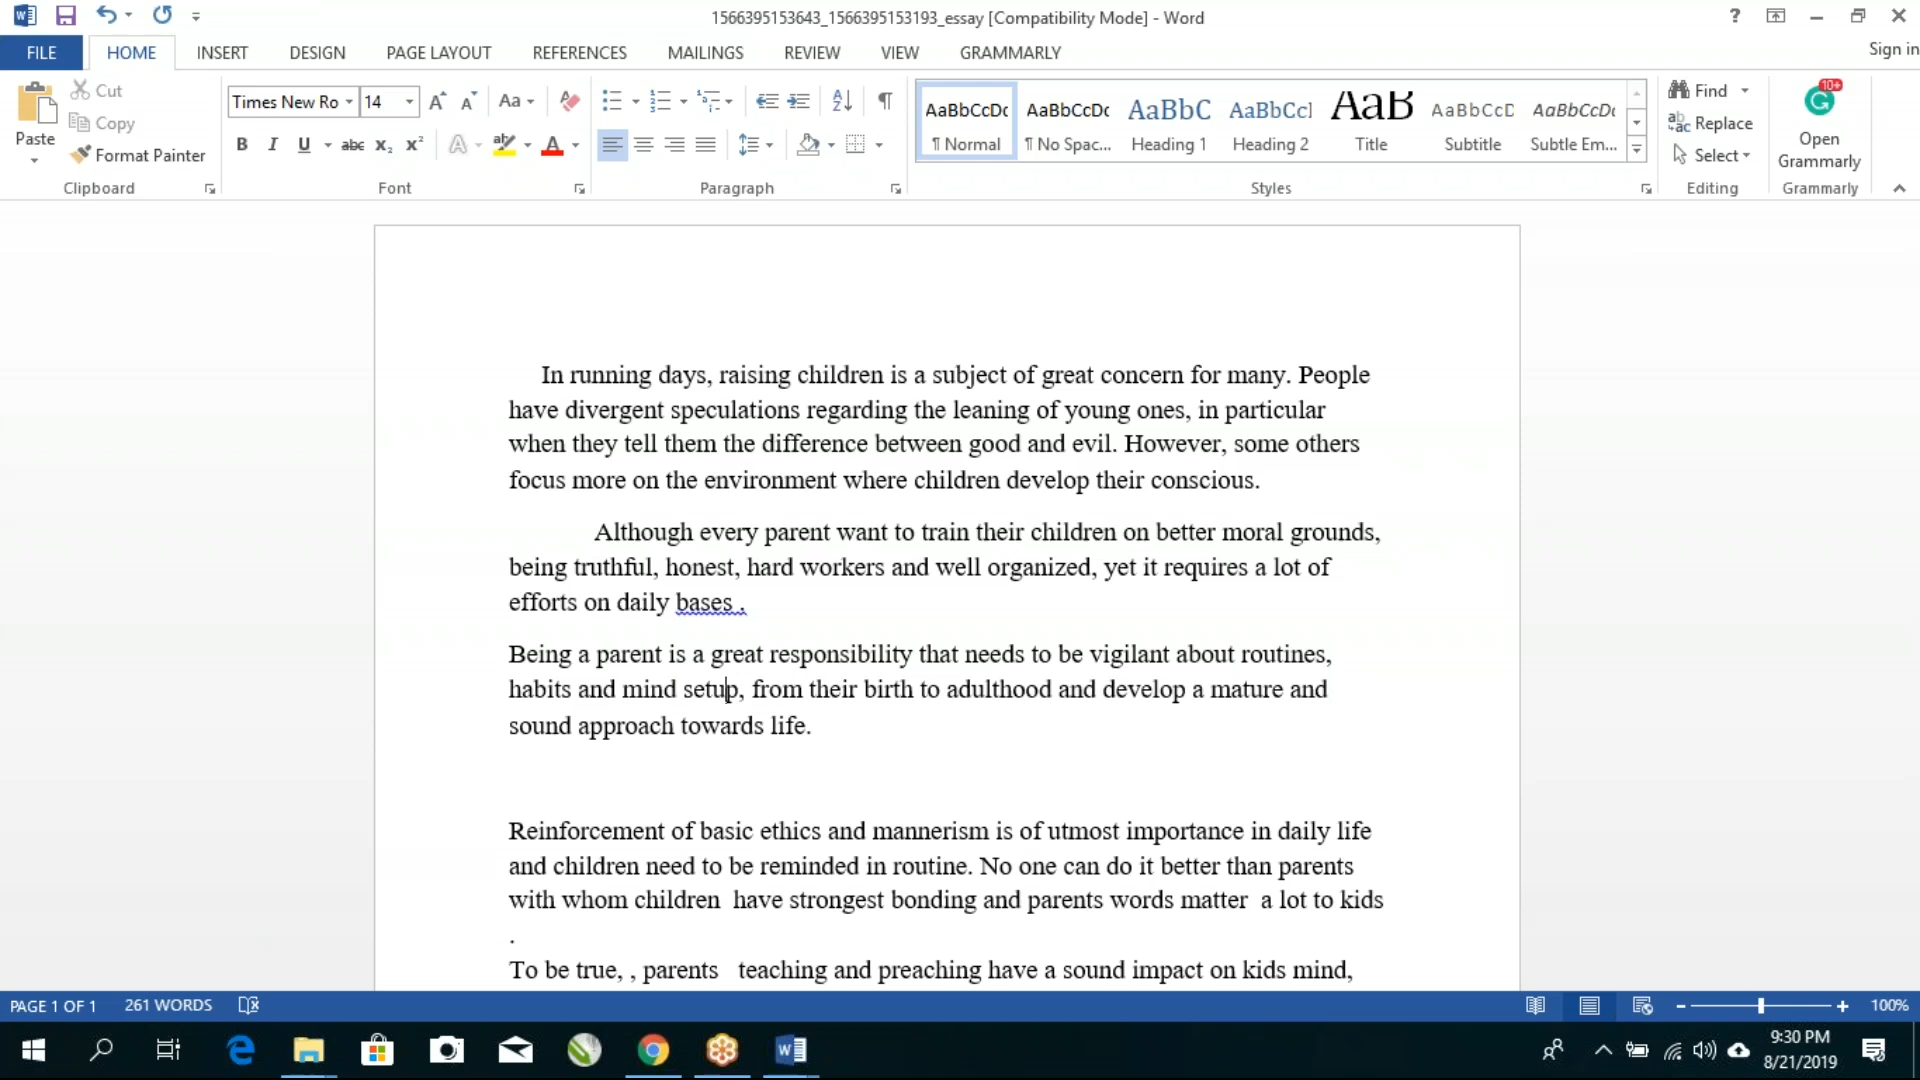 1566395153643_1566395153193_essay [Compatibility Mode] - Word
FILE HOME INSERT DESIGN PAGE LAYOUT REFERENCES MAILINGS REVIEW VIEW GRAMMARLY Sign in
Paste
Cut
Copy
Format Painter
Clipboard
Times New Ro 14
Font
Paragraph
AaBbCcDc AaBbCcDc AaBbC AaBbCc AaB AaBbCcD AaBbCcDc
¶ Normal ¶ No Spac... Heading 1 Heading 2 Title Subtitle Subtle Em...
Styles
Find
Replace
Select
Editing
10+
Open
Grammarly
Grammarly
In running days, raising children is a subject of great concern for many. People
have divergent speculations regarding the leaning of young ones, in particular
when they tell them the difference between good and evil. However, some others
focus more on the environment where children develop their conscious.
Although every parent want to train their children on better moral grounds,
being truthful, honest, hard workers and well organized, yet it requires a lot of
efforts on daily bases .
Being a parent is a great responsibility that needs to be vigilant about routines,
habits and mind setup, from their birth to adulthood and develop a mature and
sound approach towards life.
Reinforcement of basic ethics and mannerism is of utmost importance in daily life
and children need to be reminded in routine. No one can do it better than parents
with whom children  have strongest bonding and parents words matter  a lot to kids
.
To be true, , parents   teaching and preaching have a sound impact on kids mind,
PAGE 1 OF 1 261 WORDS 100%
9:30 PM
8/21/2019